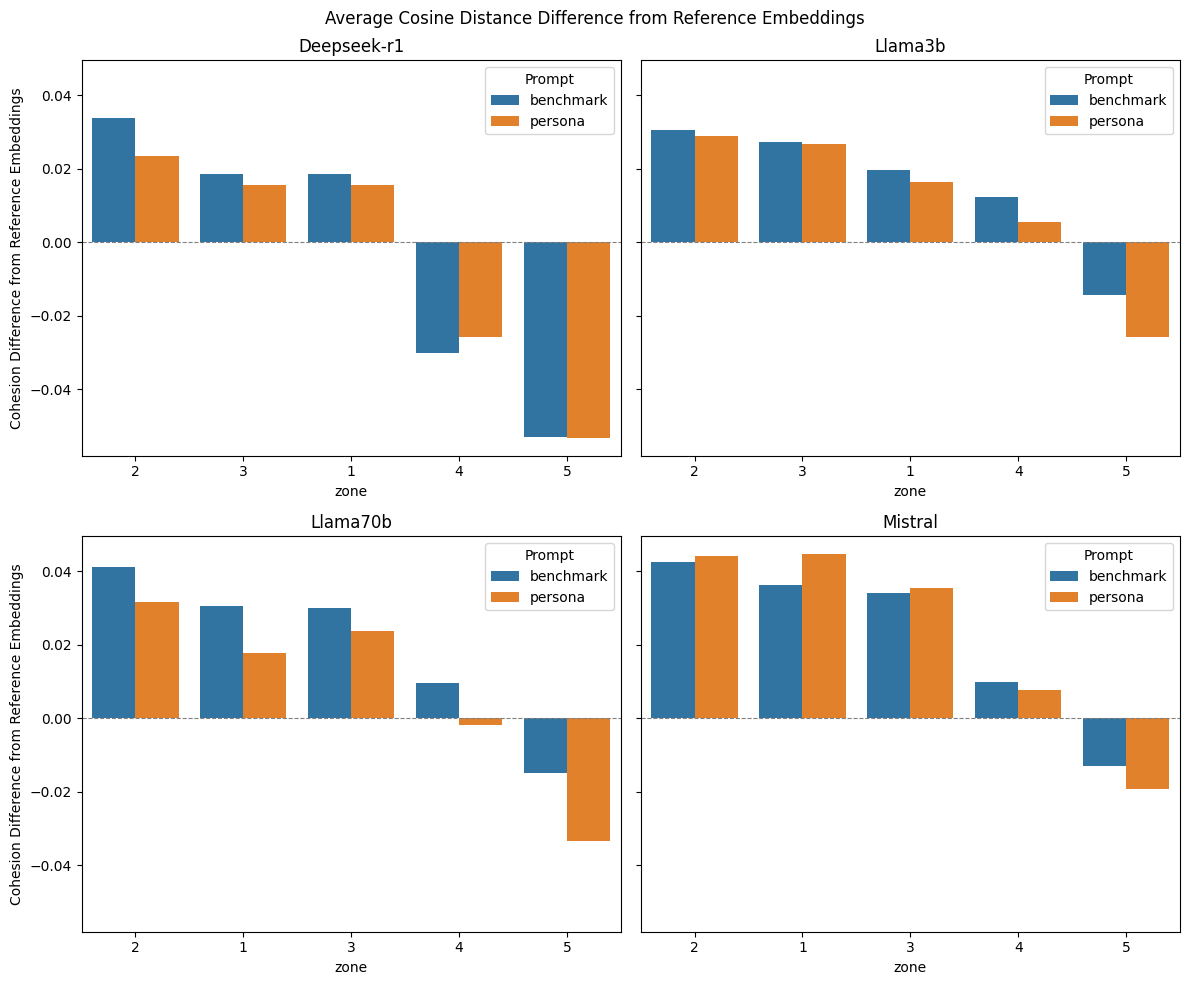 Average Cosine Distance Difference from Reference Embeddings
Deepseek-r1
Cohesion Difference from Reference Embeddings
0.04
0.02
0.00
−0.02
−0.04
Prompt
benchmark
persona
2 3 1 4 5
zone
Llama3b
Prompt
benchmark
persona
2 3 1 4 5
zone
Llama70b
Cohesion Difference from Reference Embeddings
0.04
0.02
0.00
−0.02
−0.04
Prompt
benchmark
persona
2 1 3 4 5
zone
Mistral
Prompt
benchmark
persona
2 1 3 4 5
zone